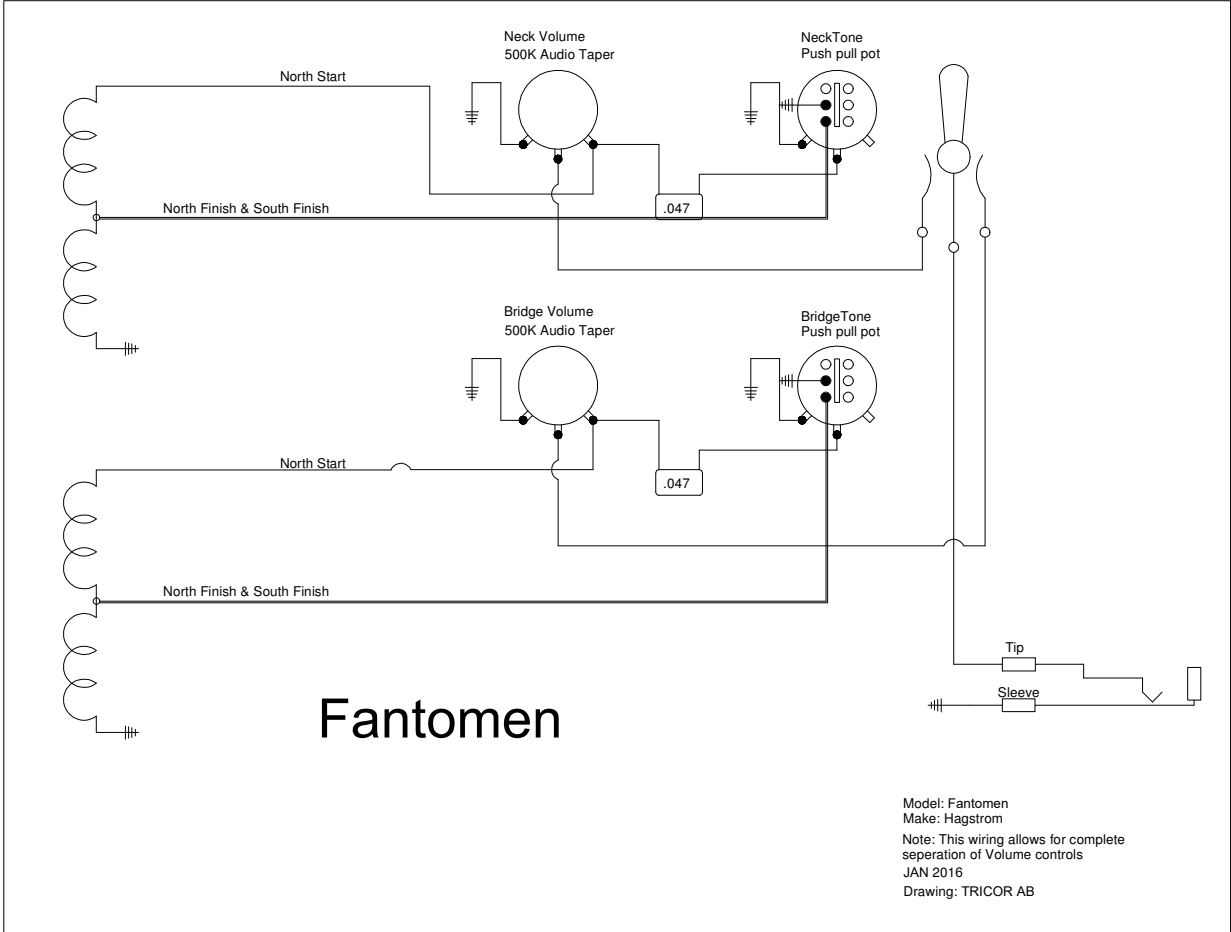 Neck Volume
500K Audio Taper
NeckTone
Push pull pot
North Start
North Finish & South Finish
.047
Bridge Volume
500K Audio Taper
BridgeTone
Push pull pot
North Start
.047
North Finish & South Finish
Tip
Sleeve
Fantomen
Model: Fantomen
Make: Hagstrom
Note: This wiring allows for complete
seperation of Volume controls
JAN 2016
Drawing: TRICOR AB